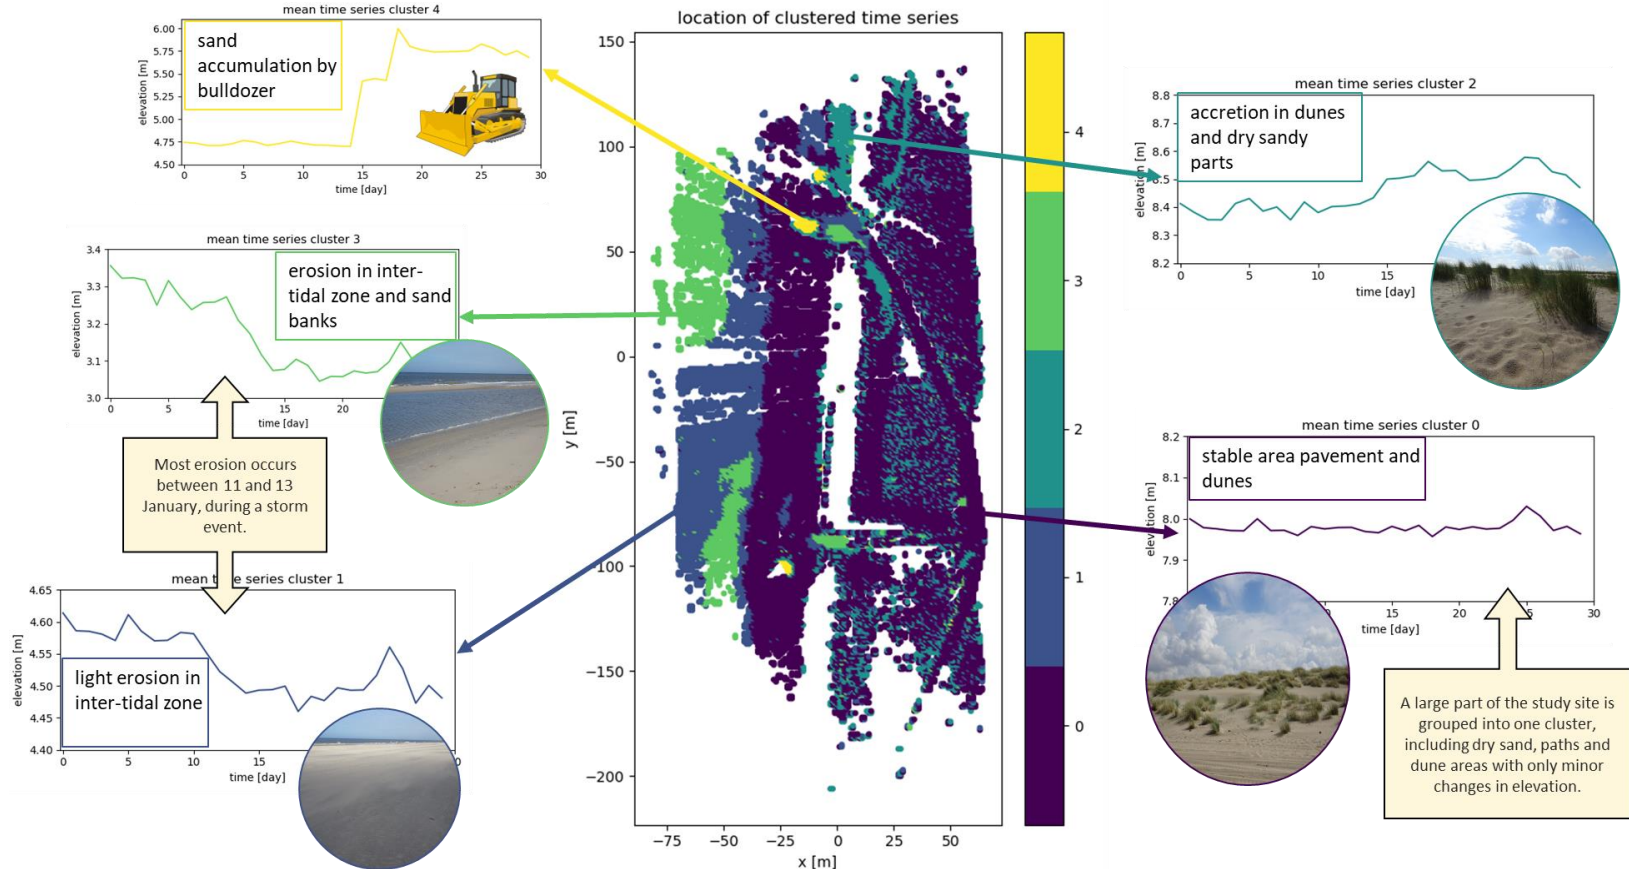 mean time series cluster 4
elevation [m]
6.00
5.75
5.50
5.25
5.00
4.75
4.50
sand
accumulation by
bulldozer
0
5
10
15
20
25
30
time [day]
mean time series cluster 3
elevation [m]
3.4
3.3
3.2
3.1
3.0
erosion in inter-
tidal zone and sand
banks
0
5
15
20
time [day]
Most erosion occurs
between 11 and 13
January, during a storm
event.
mean time series cluster 1
elevation [m]
4.65
4.60
4.55
4.50
4.45
4.40
light erosion in
inter-tidal zone
0
5
10
15
0
time [day]
location of clustered time series
y [m]
150
100
50
0
−50
−100
−150
−200
−75
−50
−25
0
25
50
x [m]
4
3
2
1
0
mean time series cluster 2
elevation [m]
8.8
8.7
8.6
8.5
8.4
8.3
8.2
accretion in dunes
and dry sandy
parts
0
5
10
15
time [day]
mean time series cluster 0
elevation [m]
8.2
8.1
8.0
7.9
7.8
stable area pavement and
dunes
15
20
25
30
time [day]
A large part of the study site is
grouped into one cluster,
including dry sand, paths and
dune areas with only minor
changes in elevation.